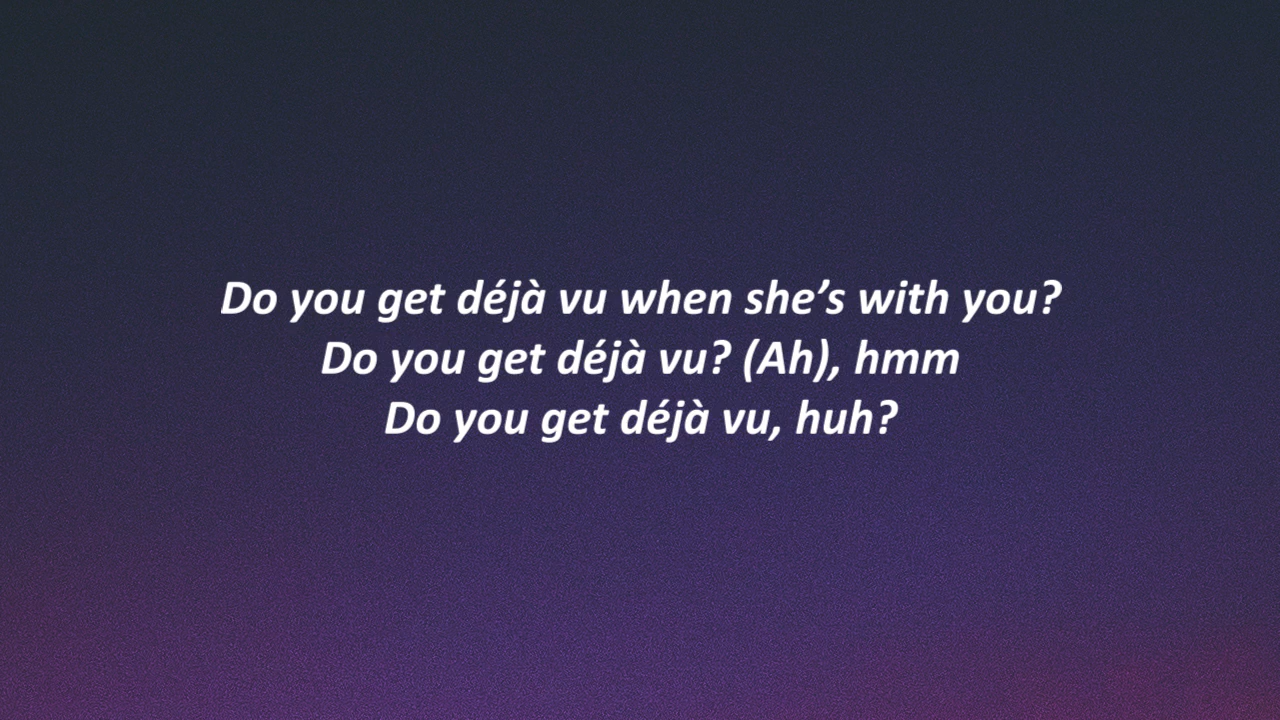 Do you get déjà vu when she’s with you?
Do you get déjà vu? (Ah), hmm
Do you get déjà vu, huh?